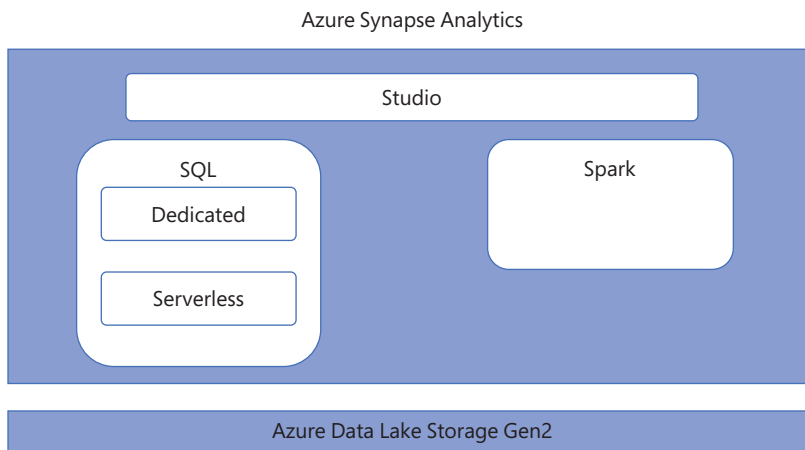 Azure Synapse Analytics
Studio
SQL
Dedicated
Serverless
Spark
Azure Data Lake Storage Gen2